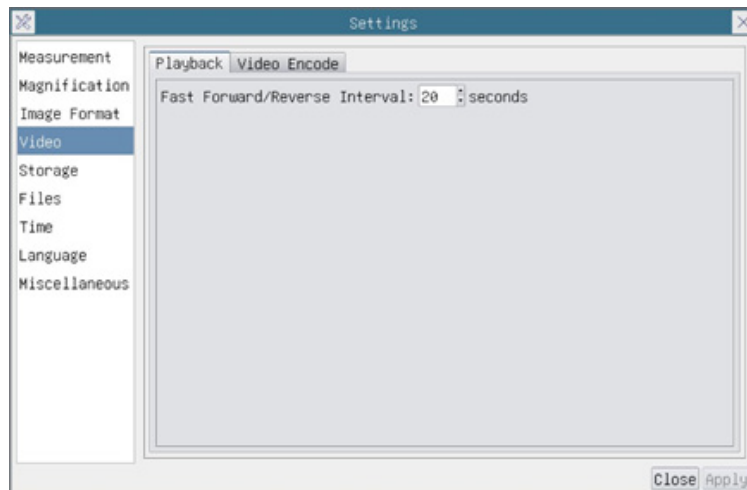 Settings
Measurement
Magnification
Image Format
Video
Storage
Files
Time
Language
Miscellaneous
Playback Video Encode
Fast Forward/Reverse Interval: 20 seconds
Close Apply